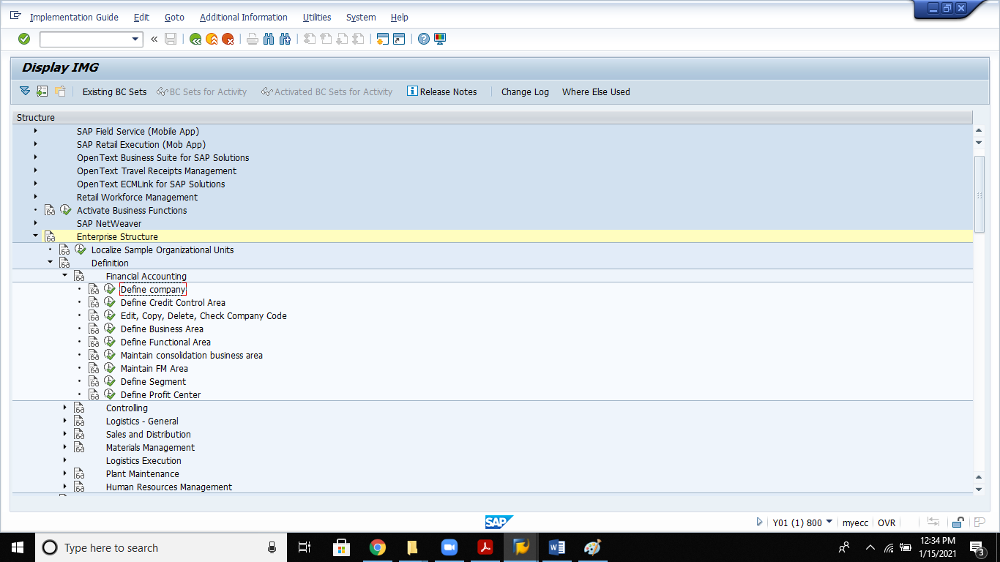 Implementation Guide Edit Goto Additional Information Utilities System Help
Display IMG
Existing BC Sets BC Sets for Activity Activated BC Sets for Activity Release Notes Change Log Where Else Used
Structure
SAP Field Service (Mobile App)
SAP Retail Execution (Mob App)
OpenText Business Suite for SAP Solutions
OpenText Travel Receipts Management
OpenText ECMLink for SAP Solutions
Retail Workforce Management
Activate Business Functions
SAP NetWeaver
Enterprise Structure
Localize Sample Organizational Units
Definition
Financial Accounting
Define company
Define Credit Control Area
Edit, Copy, Delete, Check Company Code
Define Business Area
Define Functional Area
Maintain consolidation business area
Maintain FM Area
Define Segment
Define Profit Center
Controlling
Logistics - General
Sales and Distribution
Materials Management
Logistics Execution
Plant Maintenance
Human Resources Management
SAP Y01 (1) 800 myecc OVR
Type here to search
12:34 PM
1/15/2021
3